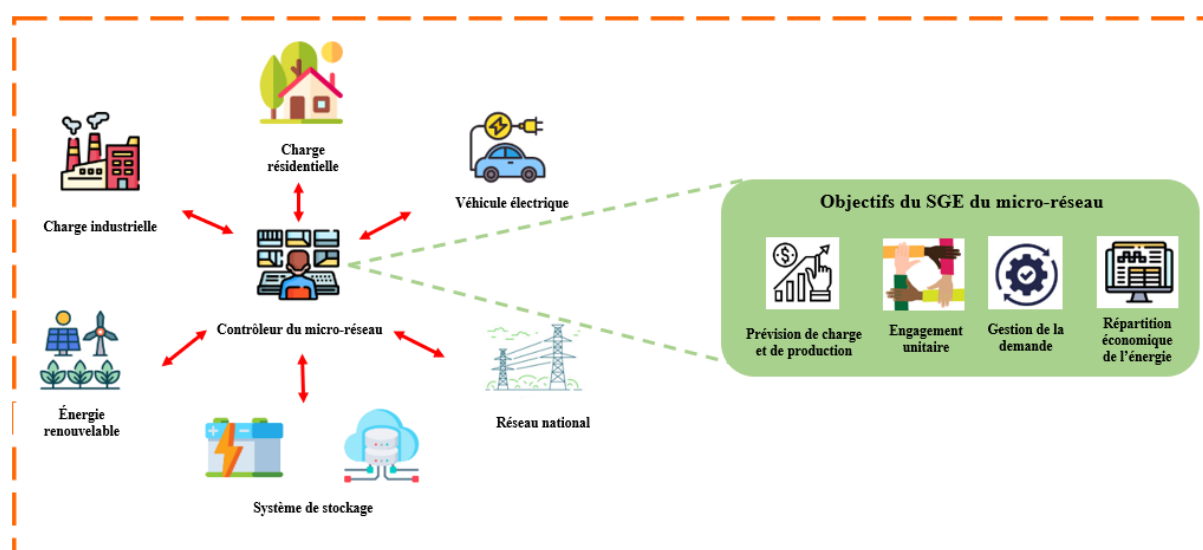 Charge
résidentielle
Charge industrielle
Véhicule électrique
Contrôleur du micro-réseau
Énergie
renouvelable
Système de stockage
Réseau national
Objectifs du SGE du micro-réseau
Prévision de charge
et de production
Engagement
unitaire
Gestion de la
demande
Répartition
économique
de l’énergie